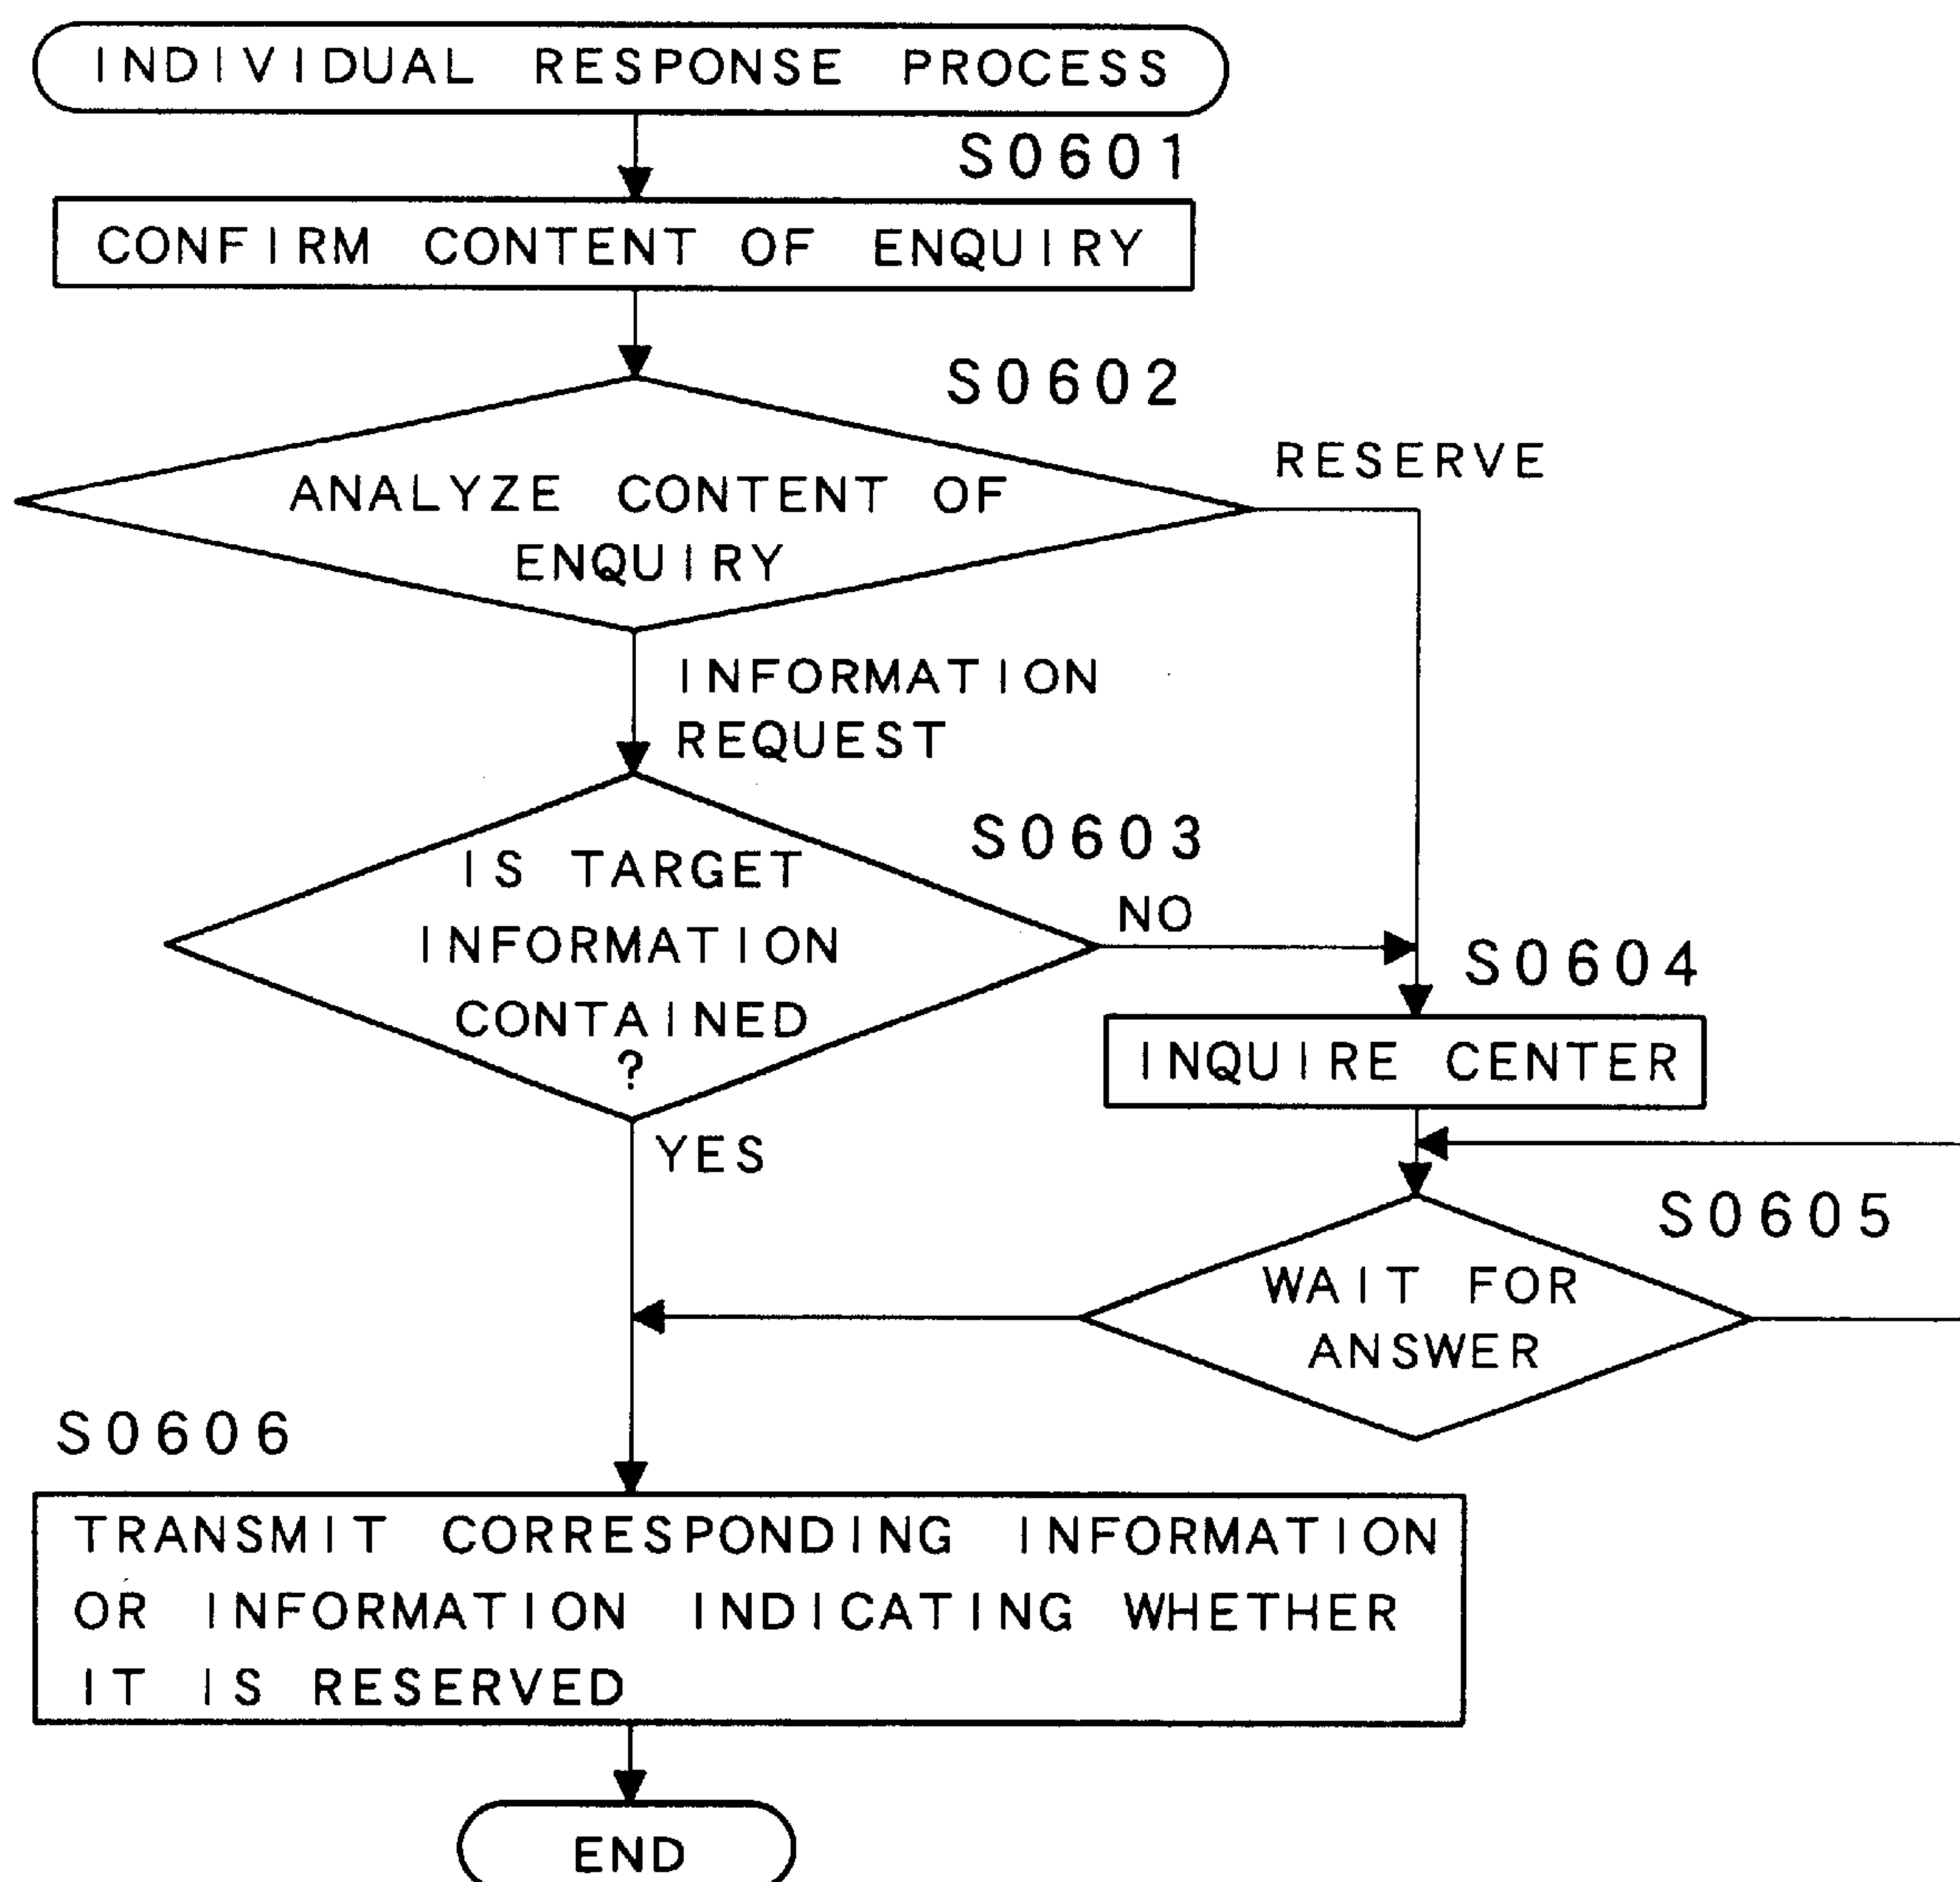 INDIVIDUAL RESPONSE PROCESS
S0601
CONFIRM CONTENT OF ENQUIRY
S0602
RESERVE
ANALYZE CONTENT OF
ENQUIRY
INFORMATION
REQUEST
S0603
IS TARGET
INFORMATION
CONTAINED
?
NO
S0604
INQUIRE CENTER
YES
S0605
WAIT FOR
ANSWER
S0606
TRANSMIT CORRESPONDING INFORMATION
OR INFORMATION INDICATING WHETHER
IT IS RESERVED
END